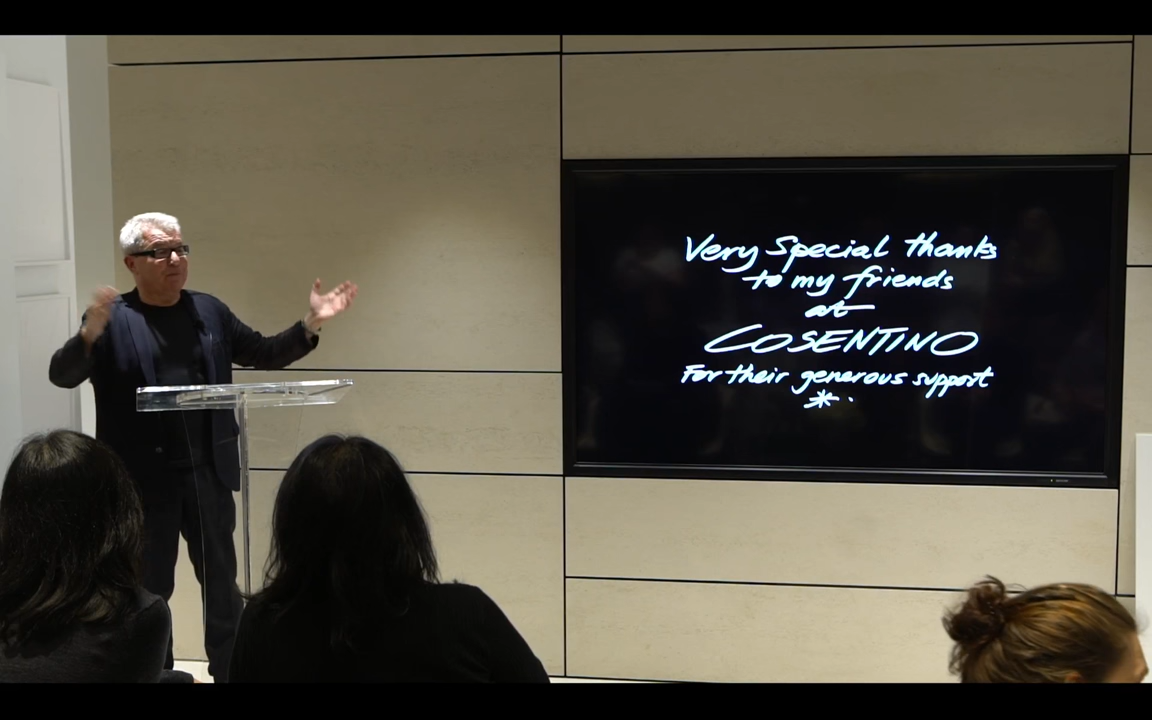 Very Special thanks
to my friends
at
COSENTINO
For their generous support